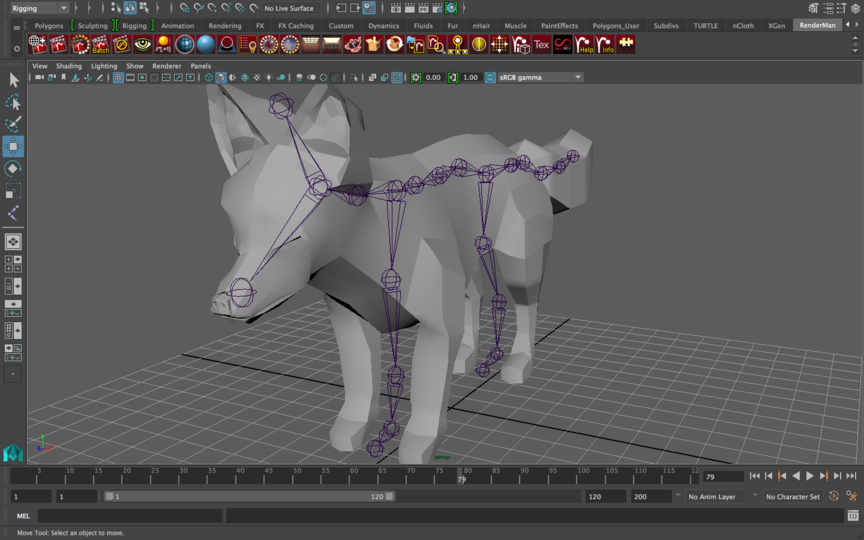 Rigging No Live Surface
Polygons Sculpting Rigging Animation Rendering FX FX Caching Custom Dynamics Fluids Fur nHair Muscle PaintEffects Polygons_User Subdivs TURTLE nCloth XGen RenderMan
Batch Tex Help Info
View Shading Lighting Show Renderer Panels
0.00 1.00 sRGB gamma
persp
5 10 15 20 25 30 35 40 45 50 55 60 65 70 75 80 85 90 95 100 105 110 115 12
79 79
1 1 1 120 120 200 No Anim Layer No Character Set
MEL
Move Tool: Select an object to move.